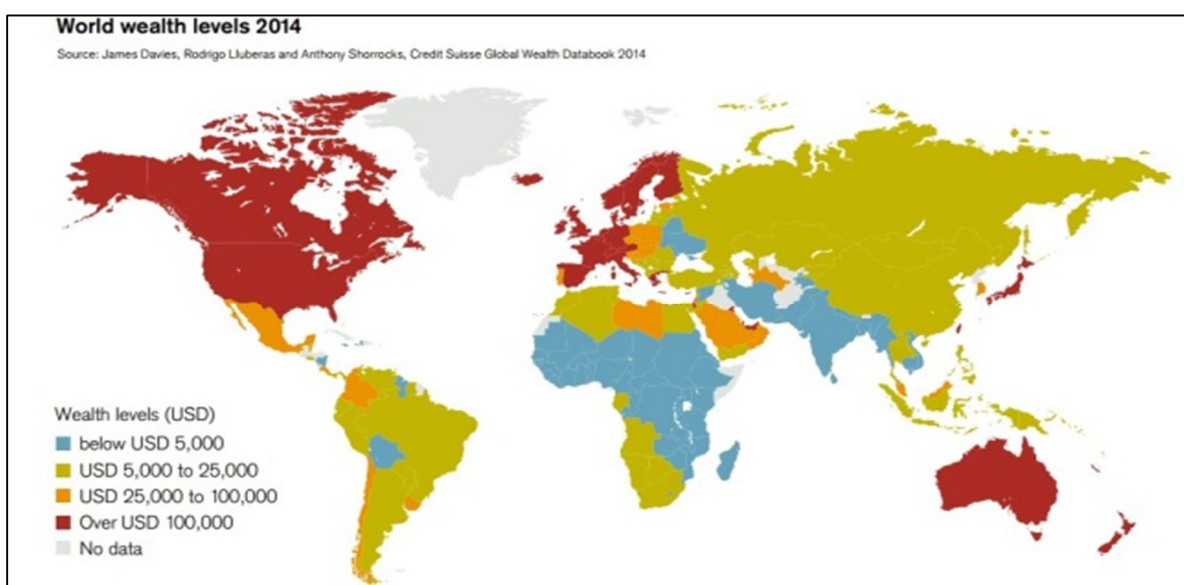 World wealth levels 2014
Source: James Davies, Rodrigo Lluberas and Anthony Shorrocks, Credit Suisse Global Wealth Databook 2014
Wealth levels (USD)
below USD 5,000
USD 5,000 to 25,000
USD 25,000 to 100,000
Over USD 100,000
No data